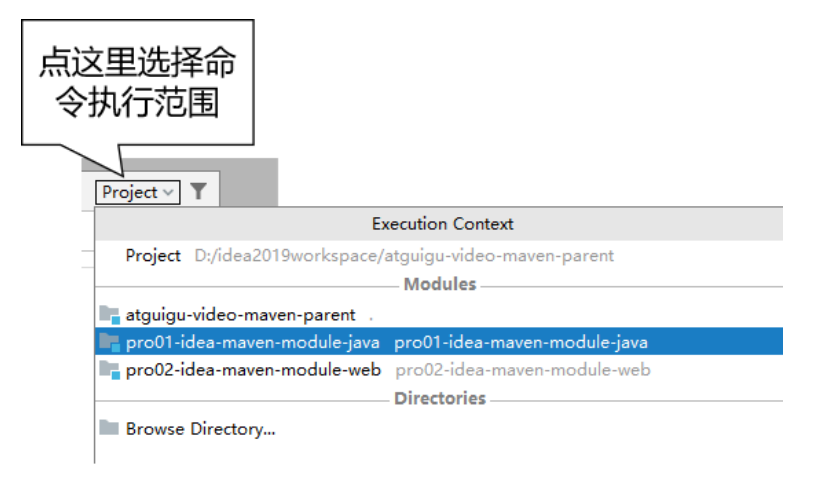 点这里选择命
令执行范围
Project
Execution Context
Project D:/idea2019workspace/atguigu-video-maven-parent
Modules
atguigu-video-maven-parent .
pro01-idea-maven-module-java pro01-idea-maven-module-java
pro02-idea-maven-module-web pro02-idea-maven-module-web
Directories
Browse Directory...